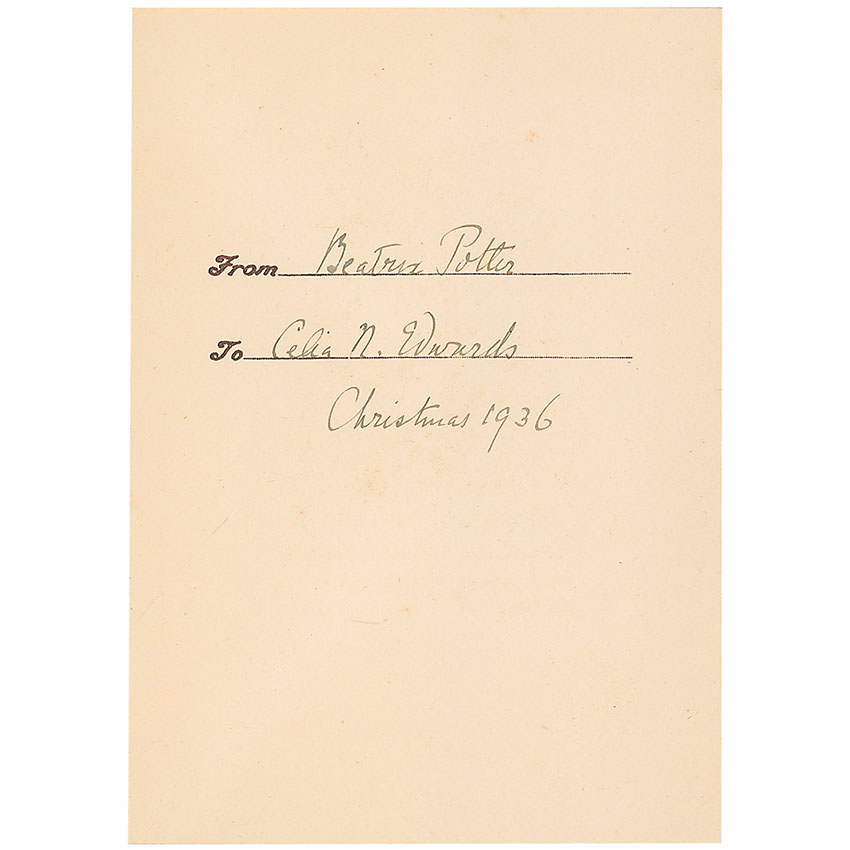 From Beatrix Potter
To Celia N. Edwards
Christmas 1936